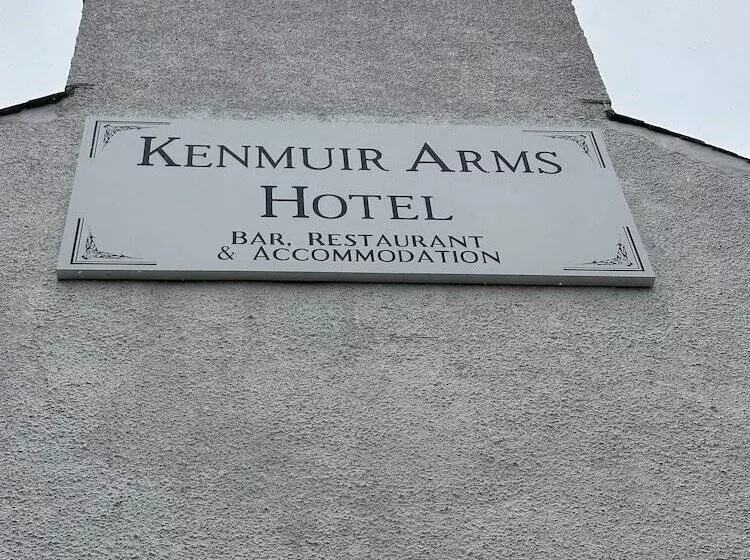 KENMUIR ARMS
HOTEL
BAR, RESTAURANT
& ACCOMMODATION